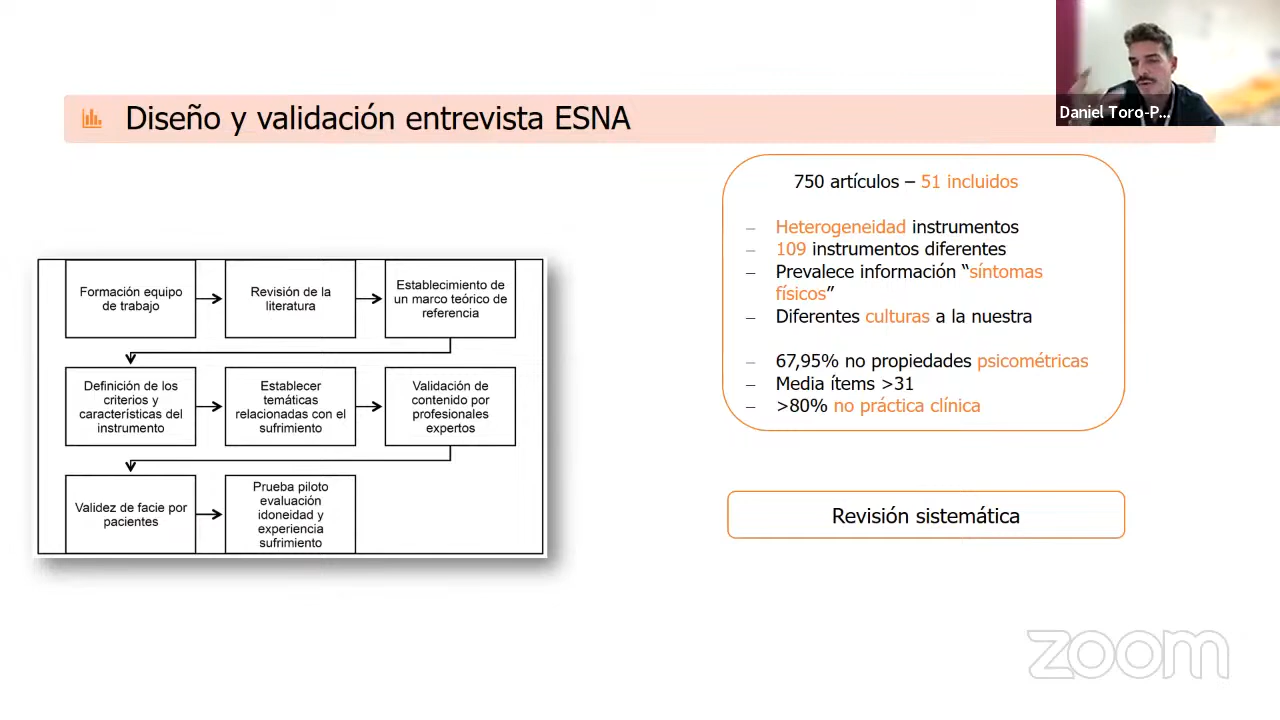 Diseño y validación entrevista ESNA
Daniel Toro-P...
Formación equipo
de trabajo
Revisión de la
literatura
Establecimiento de
un marco teórico de
referencia
Definición de los
criterios y
características del
instrumento
Establecer
temáticas
relacionadas con el
sufrimiento
Validación de
contenido por
profesionales
expertos
Validez de facie por
pacientes
Prueba piloto
evaluación
idoneidad y
experiencia
sufrimiento
750 artículos – 51 incluidos
– Heterogeneidad instrumentos
– 109 instrumentos diferentes
– Prevalece información “síntomas
físicos”
– Diferentes culturas a la nuestra
– 67,95% no propiedades psicométricas
– Media ítems >31
– >80% no práctica clínica
Revisión sistemática
zoom